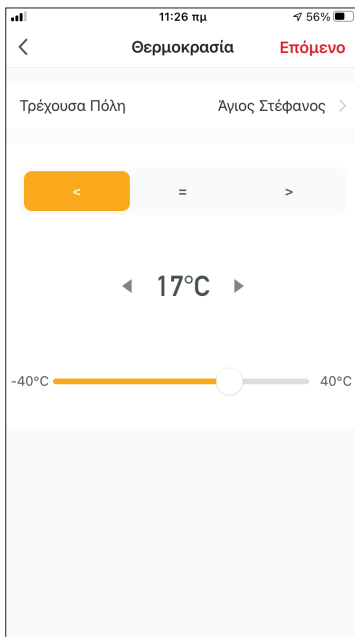 11:26 πμ 56%
Θερμοκρασία Επόμενο
Τρέχουσα Πόλη Άγιος Στέφανος >
< = >
17°C
-40°C 40°C